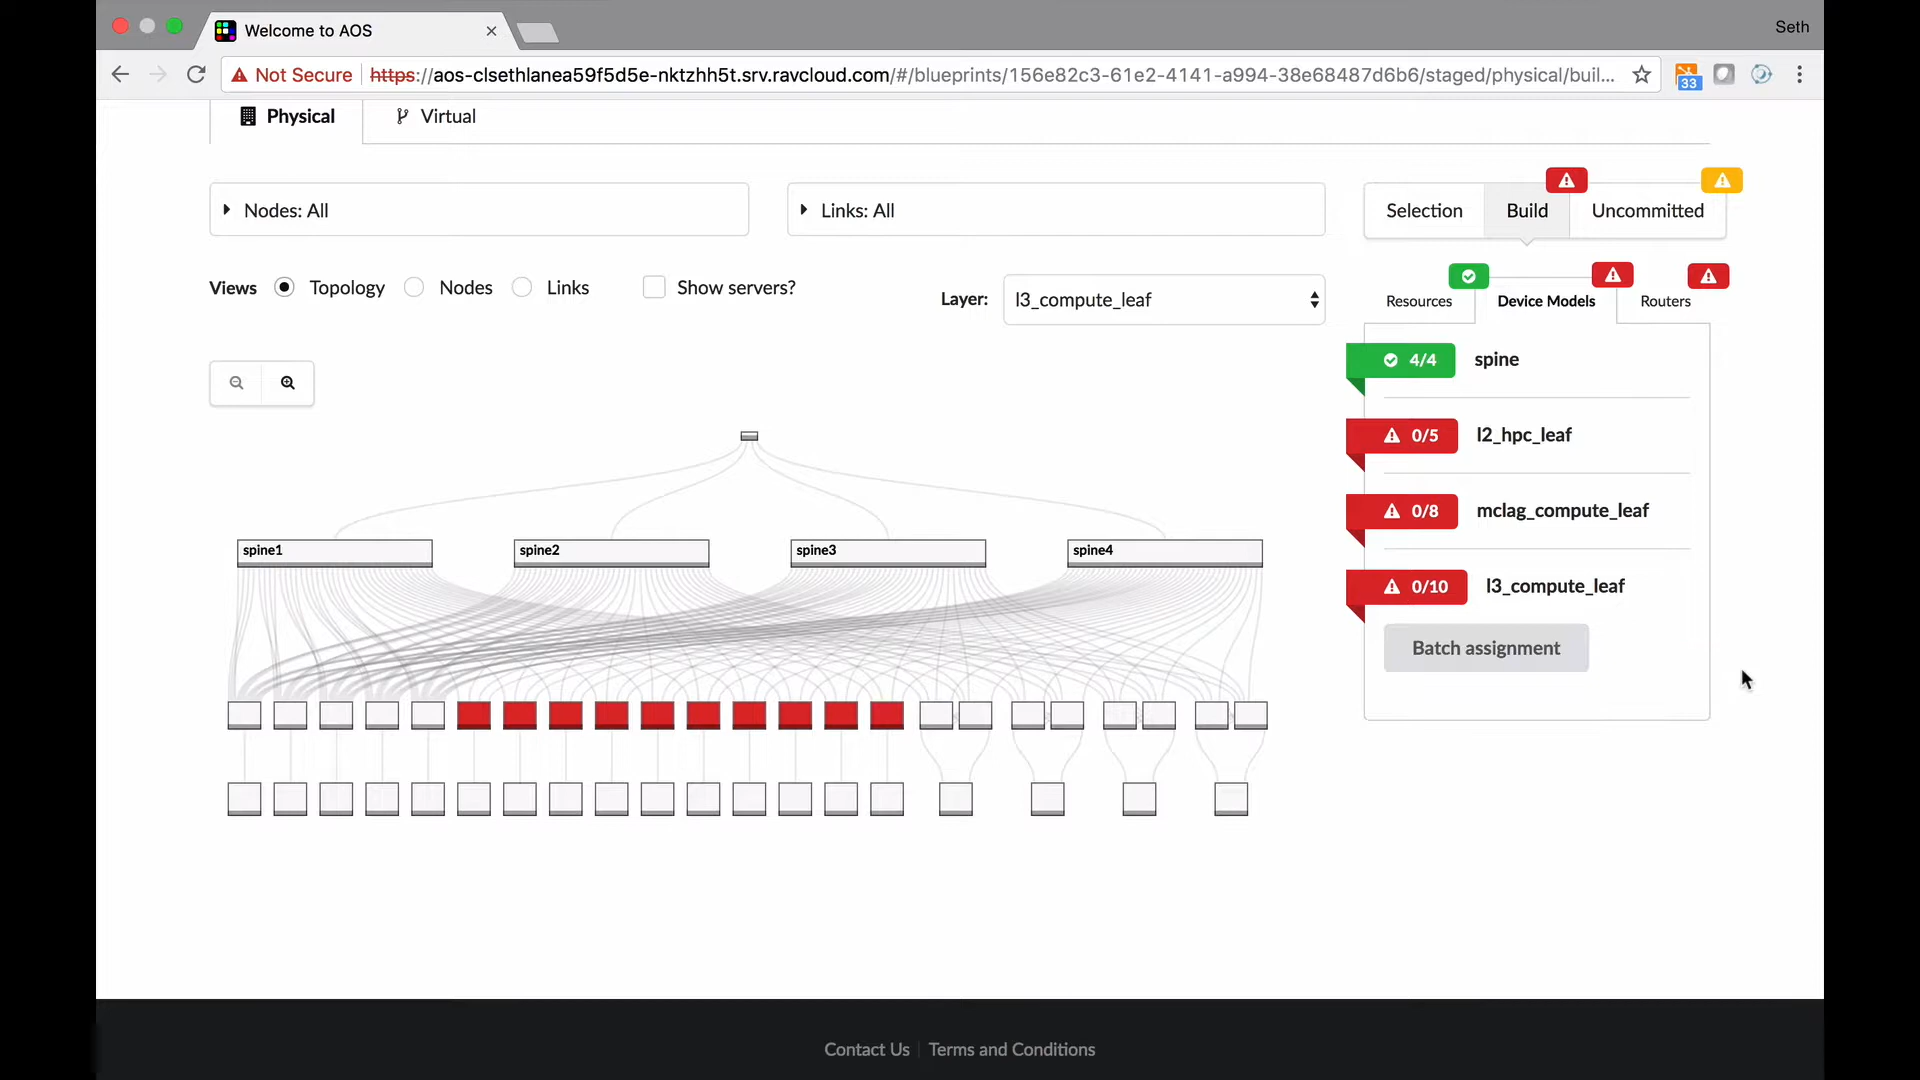 Welcome to AOS
Seth
Not Secure
https://aos-clsethlanea59f5d5e-nktzhh5t.srv.ravcloud.com/#/blueprints/156e82c3-61e2-4141-a994-38e68487d6b6/staged/physical/buil...
33
Physical
Virtual
Nodes: All
Links: All
Selection
Build
Uncommitted
Views
Topology
Nodes
Links
Show servers?
Layer:
l3_compute_leaf
Resources
Device Models
Routers
4/4 spine
0/5 l2_hpc_leaf
0/8 mclag_compute_leaf
0/10 l3_compute_leaf
Batch assignment
spine1
spine2
spine3
spine4
Contact Us
Terms and Conditions